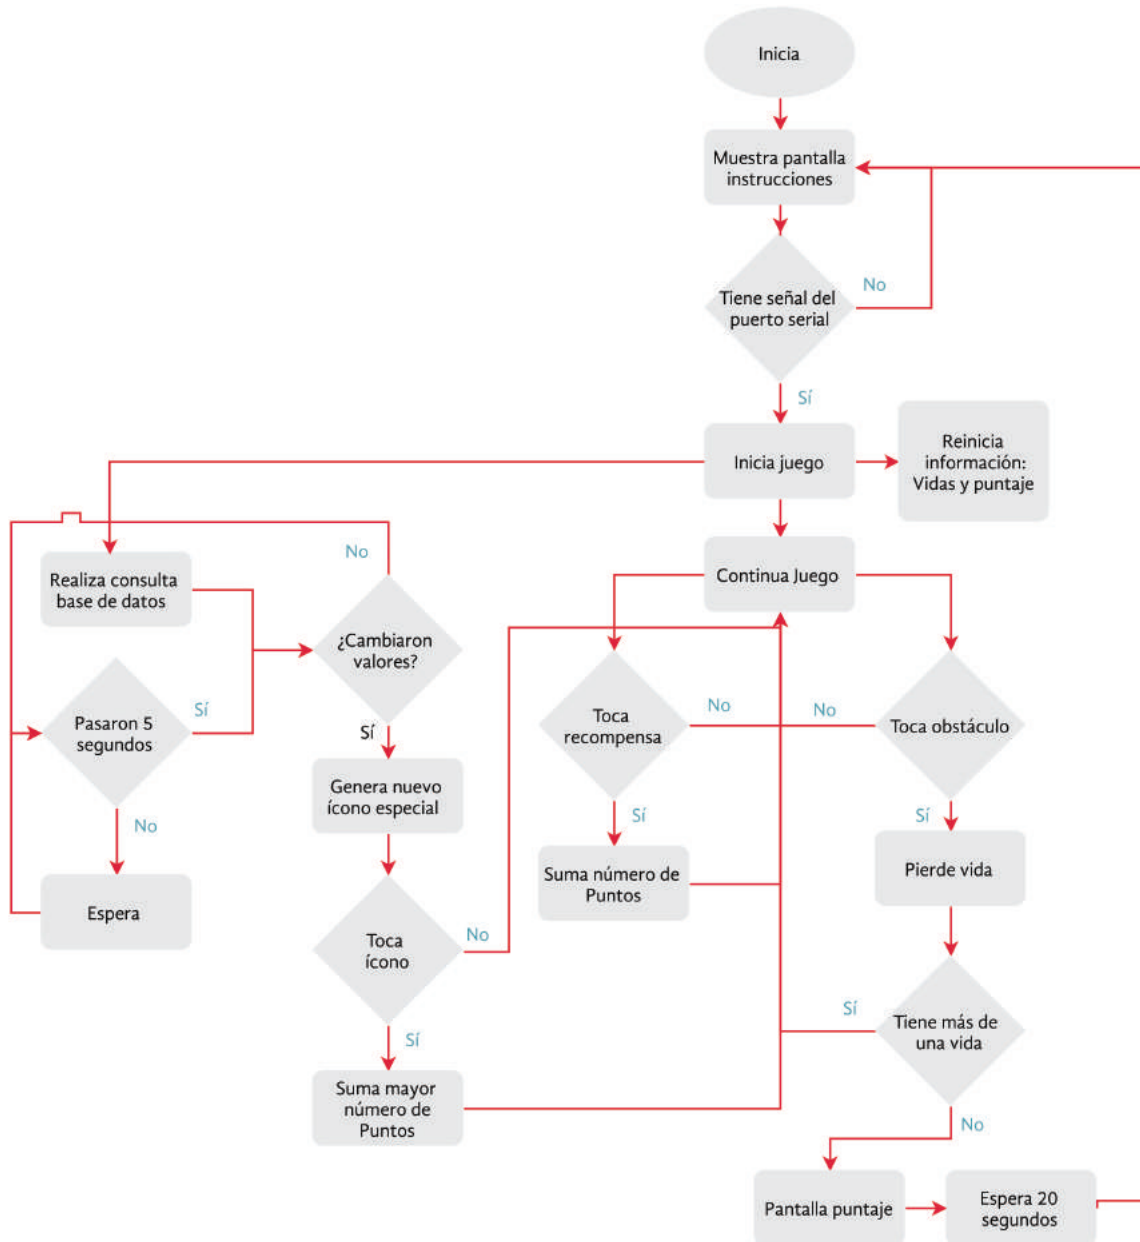 Inicia
Muestra pantalla
instrucciones
Tiene señal del
puerto serial
No
Sí
Inicia juego
Reinicia
información:
Vidas y puntaje
Realiza consulta
base de datos
No
¿Cambiaron
valores?
Continua Juego
Pasaron 5
segundos
Sí
No
Espera
Sí
Genera nuevo
ícono especial
Toca
ícono
No
Sí
Suma mayor
número de
Puntos
Toca
recompensa
No
Sí
Suma número de
Puntos
No
Toca obstáculo
Sí
Pierde vida
Sí
Tiene más de
una vida
No
Pantalla puntaje
Espera 20
segundos